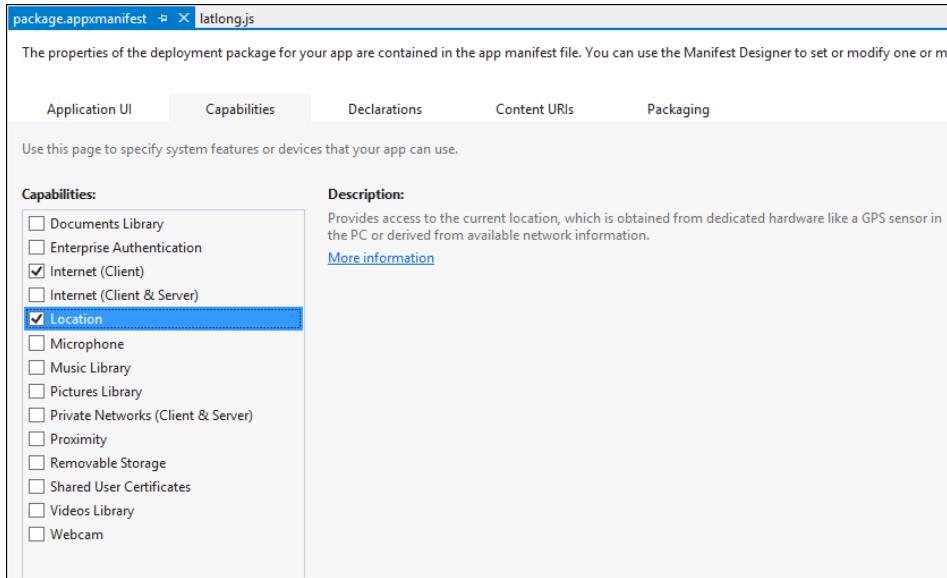 package.appxmanifest latlong.js
The properties of the deployment package for your app are contained in the app manifest file. You can use the Manifest Designer to set or modify one or m
Application UI Capabilities Declarations Content URIs Packaging
Use this page to specify system features or devices that your app can use.
Capabilities:
Documents Library
Enterprise Authentication
Internet (Client)
Internet (Client & Server)
Location
Microphone
Music Library
Pictures Library
Private Networks (Client & Server)
Proximity
Removable Storage
Shared User Certificates
Videos Library
Webcam
Description:
Provides access to the current location, which is obtained from dedicated hardware like a GPS sensor in
the PC or derived from available network information.
More information